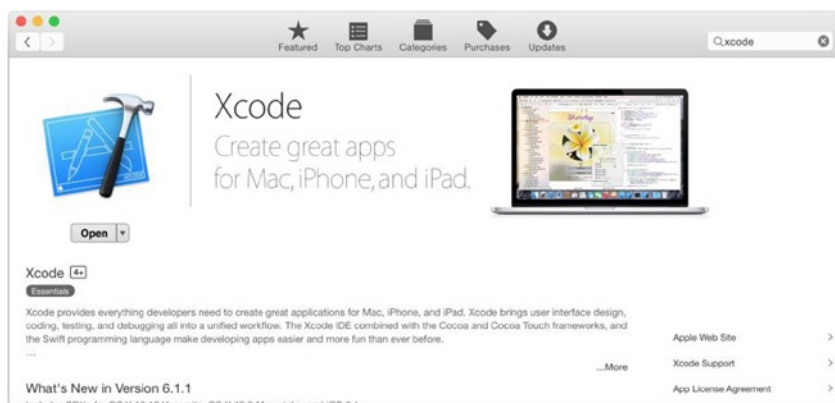 Featured Top Charts Categories Purchases Updates
xcode
Xcode
Create great apps
for Mac, iPhone, and iPad.
Open
Xcode 4+
Essentials
Xcode provides everything developers need to create great applications for Mac, iPhone, and iPad. Xcode brings user interface design,
coding, testing, and debugging all into a unified workflow. The Xcode IDE combined with the Cocoa and Cocoa Touch frameworks, and
the Swift programming language make developing apps easier and more fun than ever before.
...
...More
Apple Web Site
Xcode Support
App License Agreement
What's New in Version 6.1.1